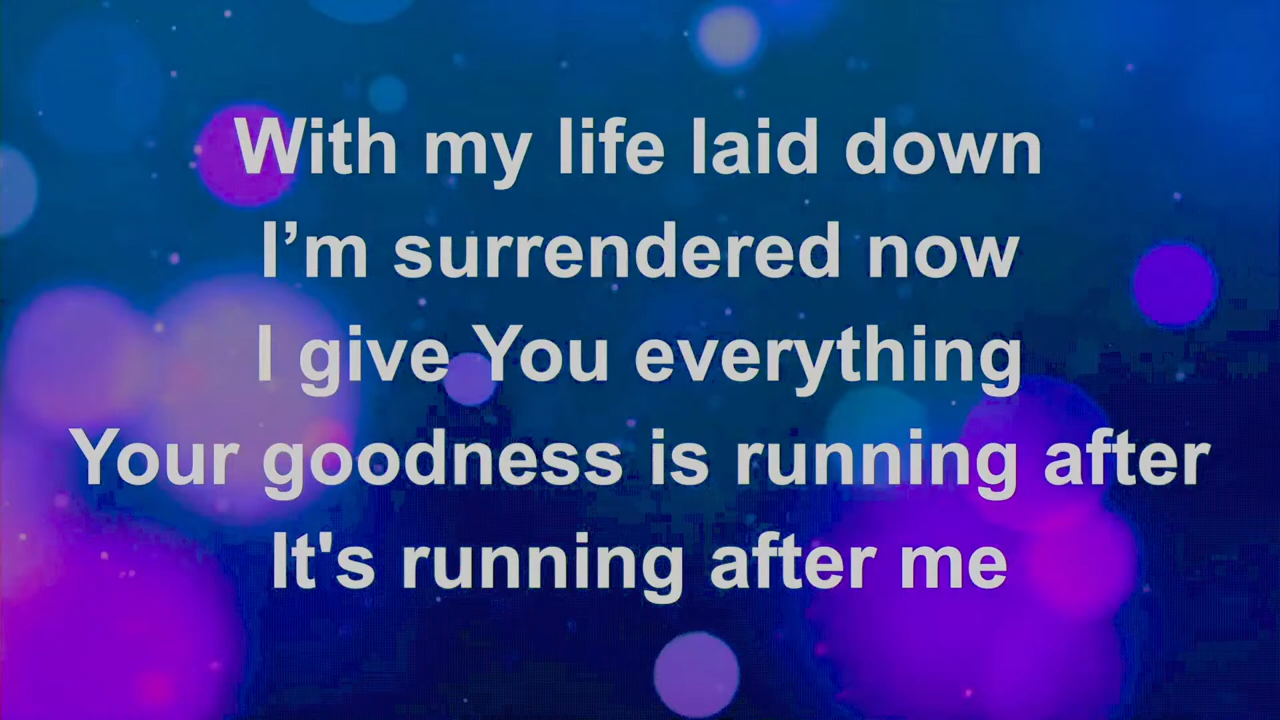 With my life laid down
I’m surrendered now
I give You everything
Your goodness is running after
It's running after me